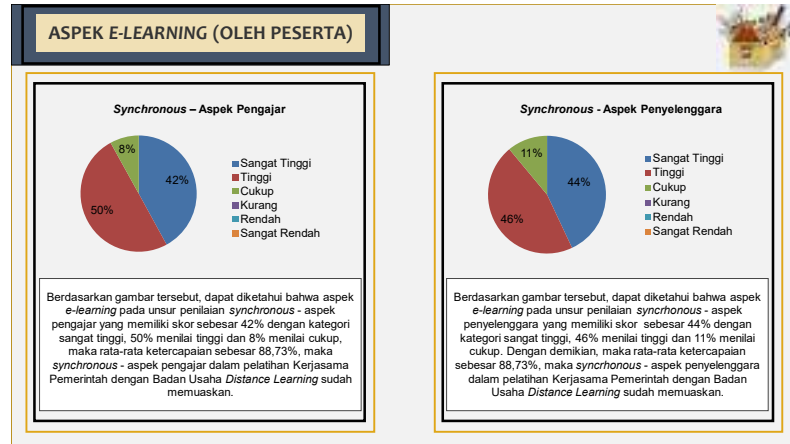 ASPEK E-LEARNING (OLEH PESERTA)
Synchronous – Aspek Pengajar
8%
42%
50%
Sangat Tinggi
Tinggi
Cukup
Kurang
Rendah
Sangat Rendah
Berdasarkan gambar tersebut, dapat diketahui bahwa aspek
e-learning pada unsur penilaian synchronous - aspek
pengajar yang memiliki skor sebesar 42% dengan kategori
sangat tinggi, 50% menilai tinggi dan 8% menilai cukup,
maka rata-rata ketercapaian sebesar 88,73%, maka
synchronous - aspek pengajar dalam pelatihan Kerjasama
Pemerintah dengan Badan Usaha Distance Learning sudah
memuaskan.
Synchronous - Aspek Penyelenggara
11%
44%
46%
Sangat Tinggi
Tinggi
Cukup
Kurang
Rendah
Sangat Rendah
Berdasarkan gambar tersebut, dapat diketahui bahwa aspek
e-learning pada unsur penilaian syncrhonous - aspek
penyelenggara yang memiliki skor sebesar 44% dengan
kategori sangat tinggi, 46% menilai tinggi dan 11% menilai
cukup. Dengan demikian, maka rata-rata ketercapaian
sebesar 88,73%, maka syncrhonous - aspek penyelenggara
dalam pelatihan Kerjasama Pemerintah dengan Badan
Usaha Distance Learning sudah memuaskan.